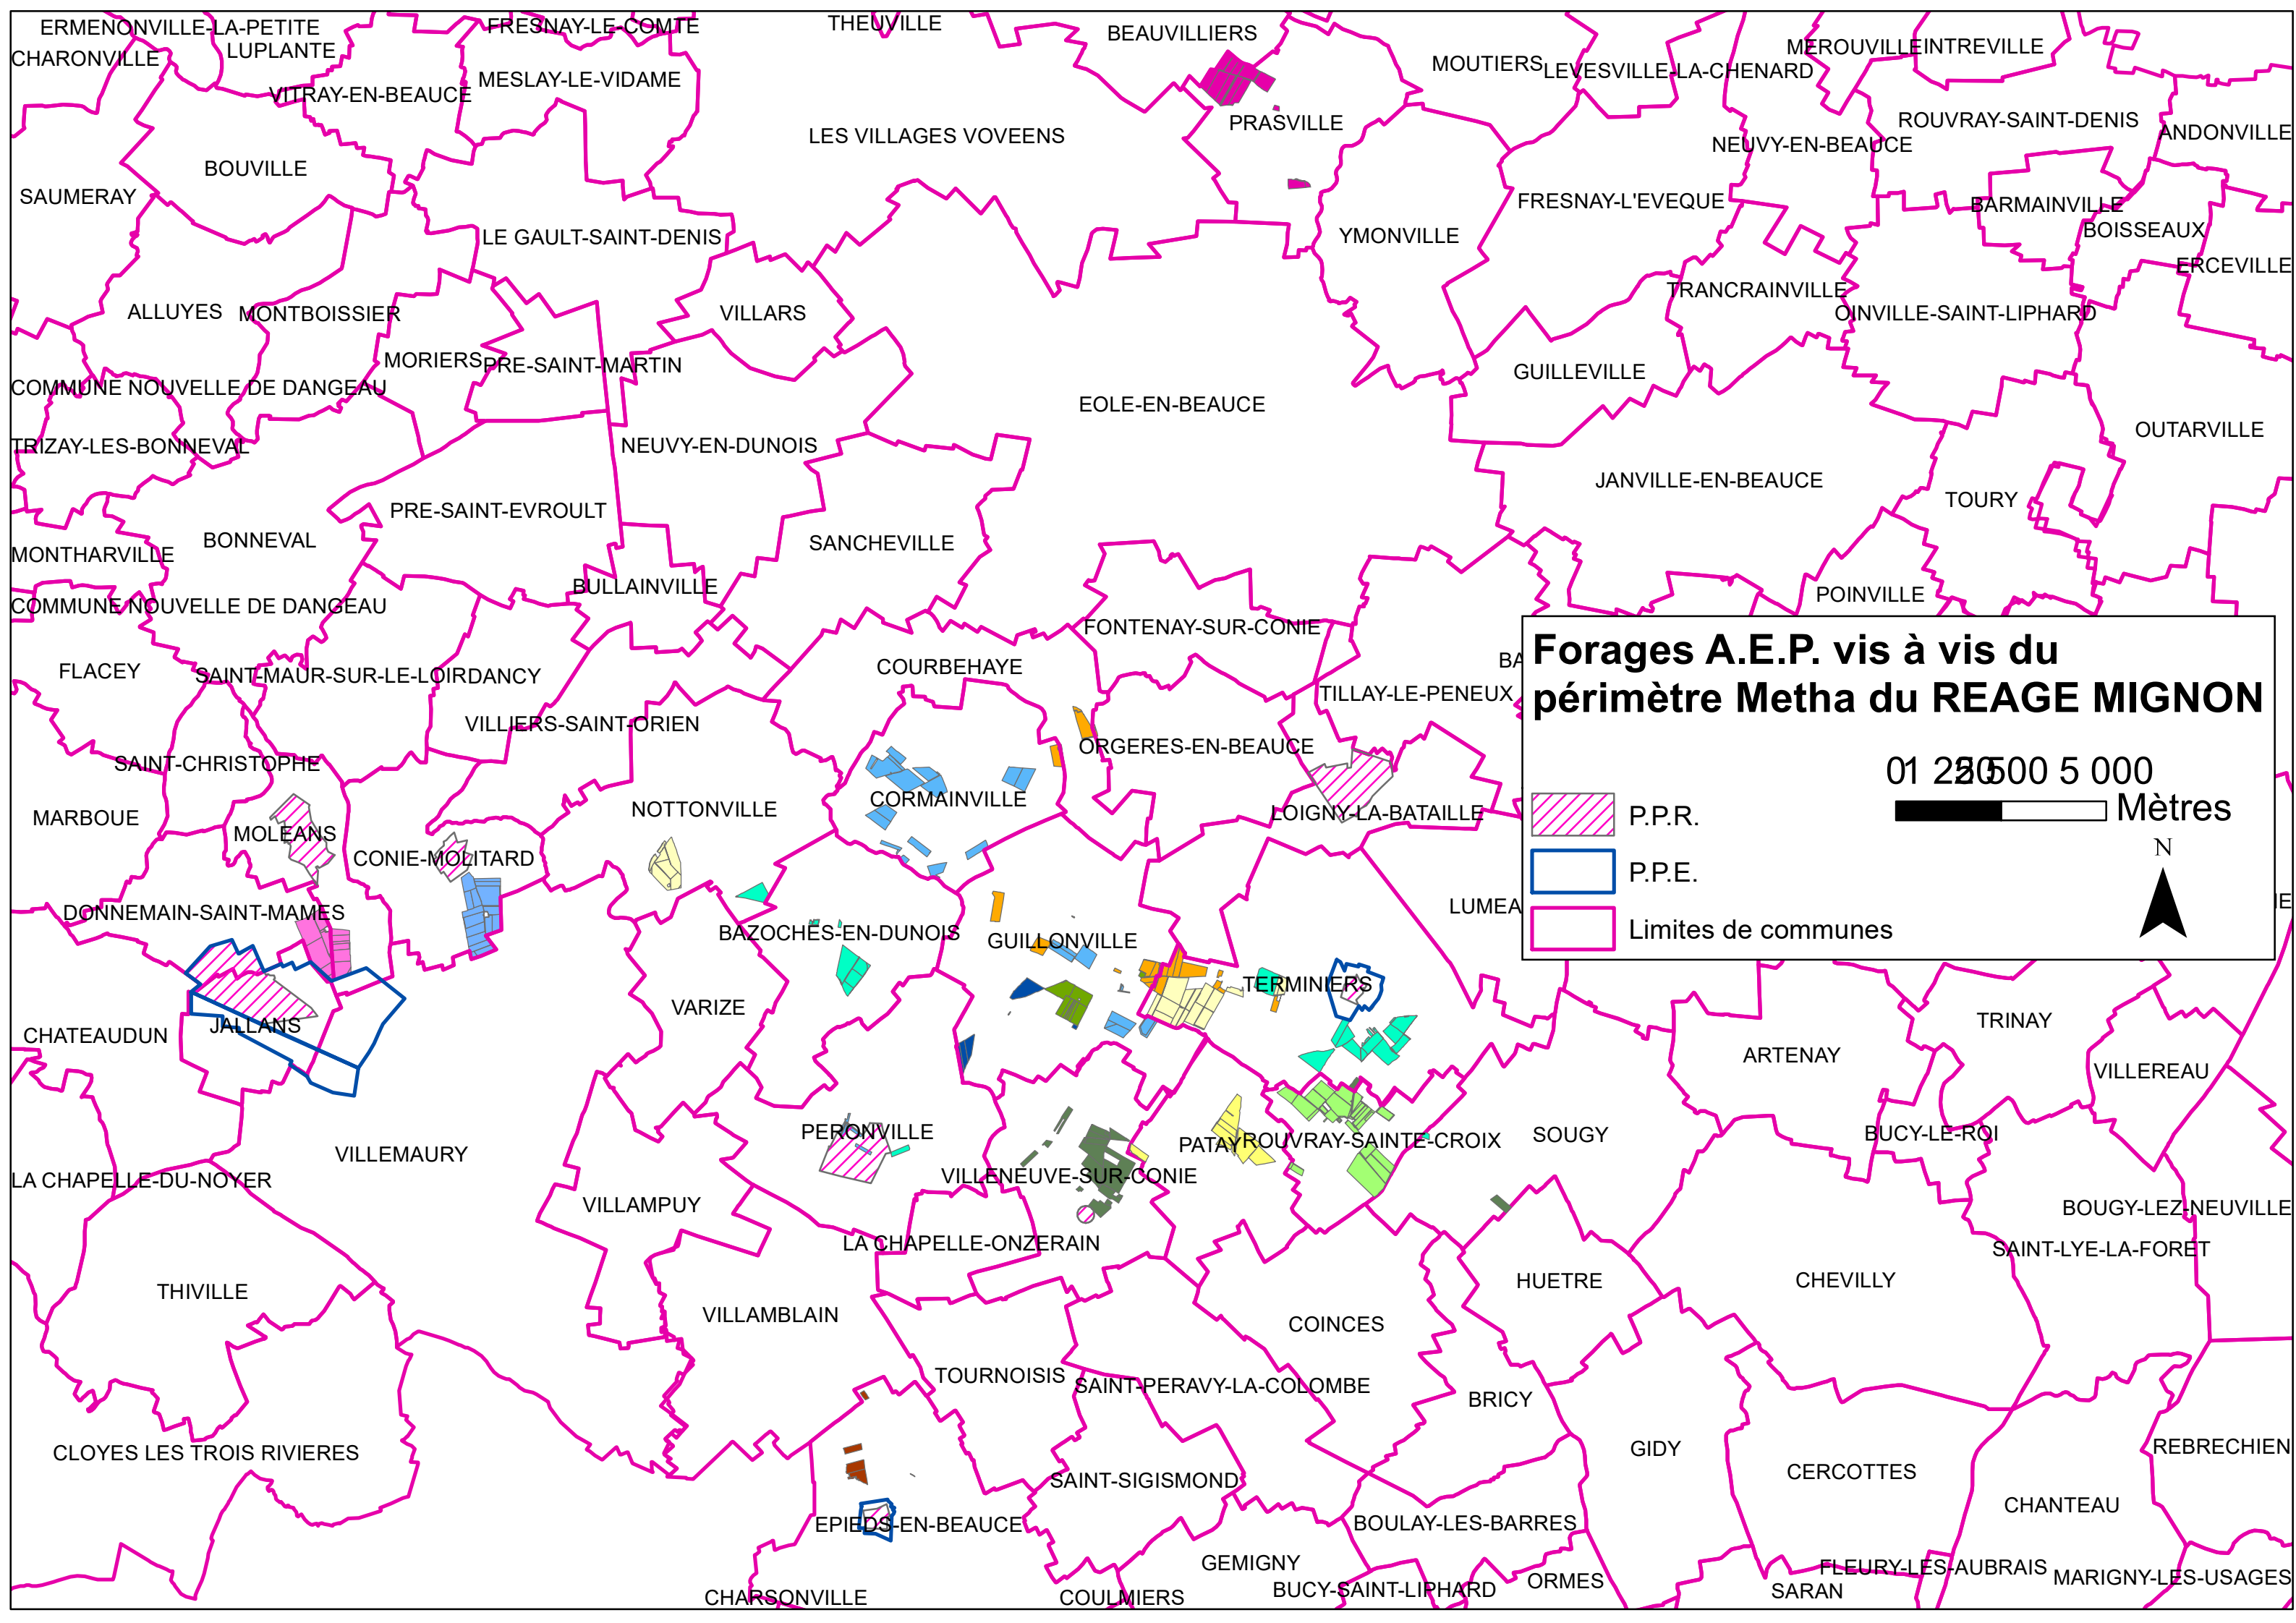 ERMENONVILLE-LA-PETITE
FRESNAY-LE-COMTE
THEUVILLE
BEAUVILLIERS
CHARONVILLE
LUPLANTE
MEROUVILLE
INTREVILLE
MOUTIERS
LEVESVILLE-LA-CHENARD
MESLAY-LE-VIDAME
VITRAY-EN-BEAUCE
PRASVILLE
ROUVRAY-SAINT-DENIS
ANDONVILLE
LES VILLAGES VOVEENS
NEUVY-EN-BEAUCE
BOUVILLE
SAUMERAY
FRESNAY-L'EVEQUE
BARMAINVILLE
BOISSEAUX
LE GAULT-SAINT-DENIS
YMONVILLE
ERCEVILLE
TRANCRAINVILLE
ALLUYES
MONTBOISSIER
VILLARS
OINVILLE-SAINT-LIPHARD
MORIERS
PRE-SAINT-MARTIN
GUILLEVILLE
COMMUNE NOUVELLE DE DANGEAU
EOLE-EN-BEAUCE
OUTARVILLE
TRIZAY-LES-BONNEVAL
NEUVY-EN-DUNOIS
JANVILLE-EN-BEAUCE
TOURY
PRE-SAINT-EVROULT
BONNEVAL
SANCHEVILLE
MONTHARVILLE
BULLAINVILLE
POINVILLE
COMMUNE NOUVELLE DE DANGEAU
FONTENAY-SUR-CONIE
Forages A.E.P. vis à vis du
périmètre Metha du REAGE MIGNON
BA
FLACEY
SAINT-MAUR-SUR-LE-LOIR
DANCY
COURBEHAYE
TILLAY-LE-PENEUX
VILLIERS-SAINT-ORIEN
ORGERES-EN-BEAUCE
SAINT-CHRISTOPHE
0 1 250 2 500 5 000
Mètres
CORMAINVILLE
NOTTONVILLE
LOIGNY-LA-BATAILLE
P.P.R.
MARBOUE
MOLEANS
N
CONIE-MOLITARD
P.P.E.
DONNEMAIN-SAINT-MAMES
LUMEA
Limites de communes
BAZOCHES-EN-DUNOIS
GUILLONVILLE
TERMINIERS
VARIZE
TRINAY
JALLANS
CHATEAUDUN
ARTENAY
VILLEREAU
PERONVILLE
PATAY
ROUVRAY-SAINTE-CROIX
SOUGY
BUCY-LE-ROI
VILLEMAURY
LA CHAPELLE-DU-NOYER
VILLENEUVE-SUR-CONIE
VILLAMPUY
BOUGY-LEZ-NEUVILLE
LA CHAPELLE-ONZERAIN
SAINT-LYE-LA-FORET
THIVILLE
HUETRE
CHEVILLY
VILLAMBLAIN
COINCES
TOURNOISIS
SAINT-PERAVY-LA-COLOMBE
BRICY
CLOYES LES TROIS RIVIERES
GIDY
REBRECHIEN
SAINT-SIGISMOND
CERCOTTES
CHANTEAU
EPIEDS-EN-BEAUCE
BOULAY-LES-BARRES
GEMIGNY
FLEURY-LES-AUBRAIS
MARIGNY-LES-USAGES
ORMES
BUCY-SAINT-LIPHARD
SARAN
CHARSONVILLE
COULMIERS